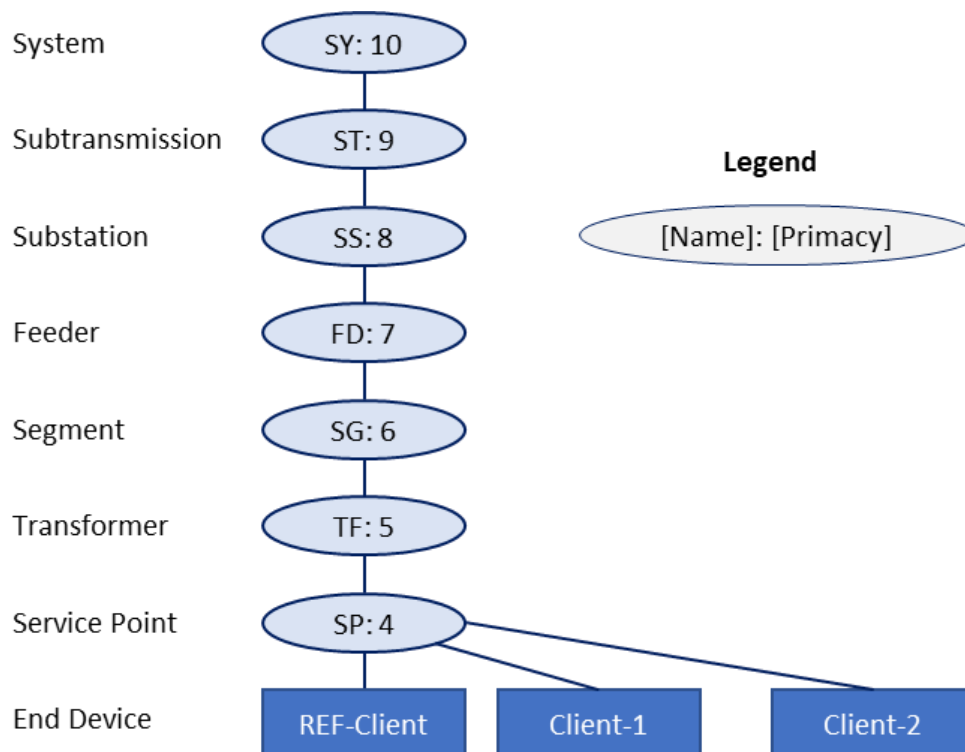 System
SY: 10
Subtransmission
ST: 9
Legend
Substation
SS: 8
[Name]: [Primacy]
Feeder
FD: 7
Segment
SG: 6
Transformer
TF: 5
Service Point
SP: 4
End Device
REF-Client
Client-1
Client-2